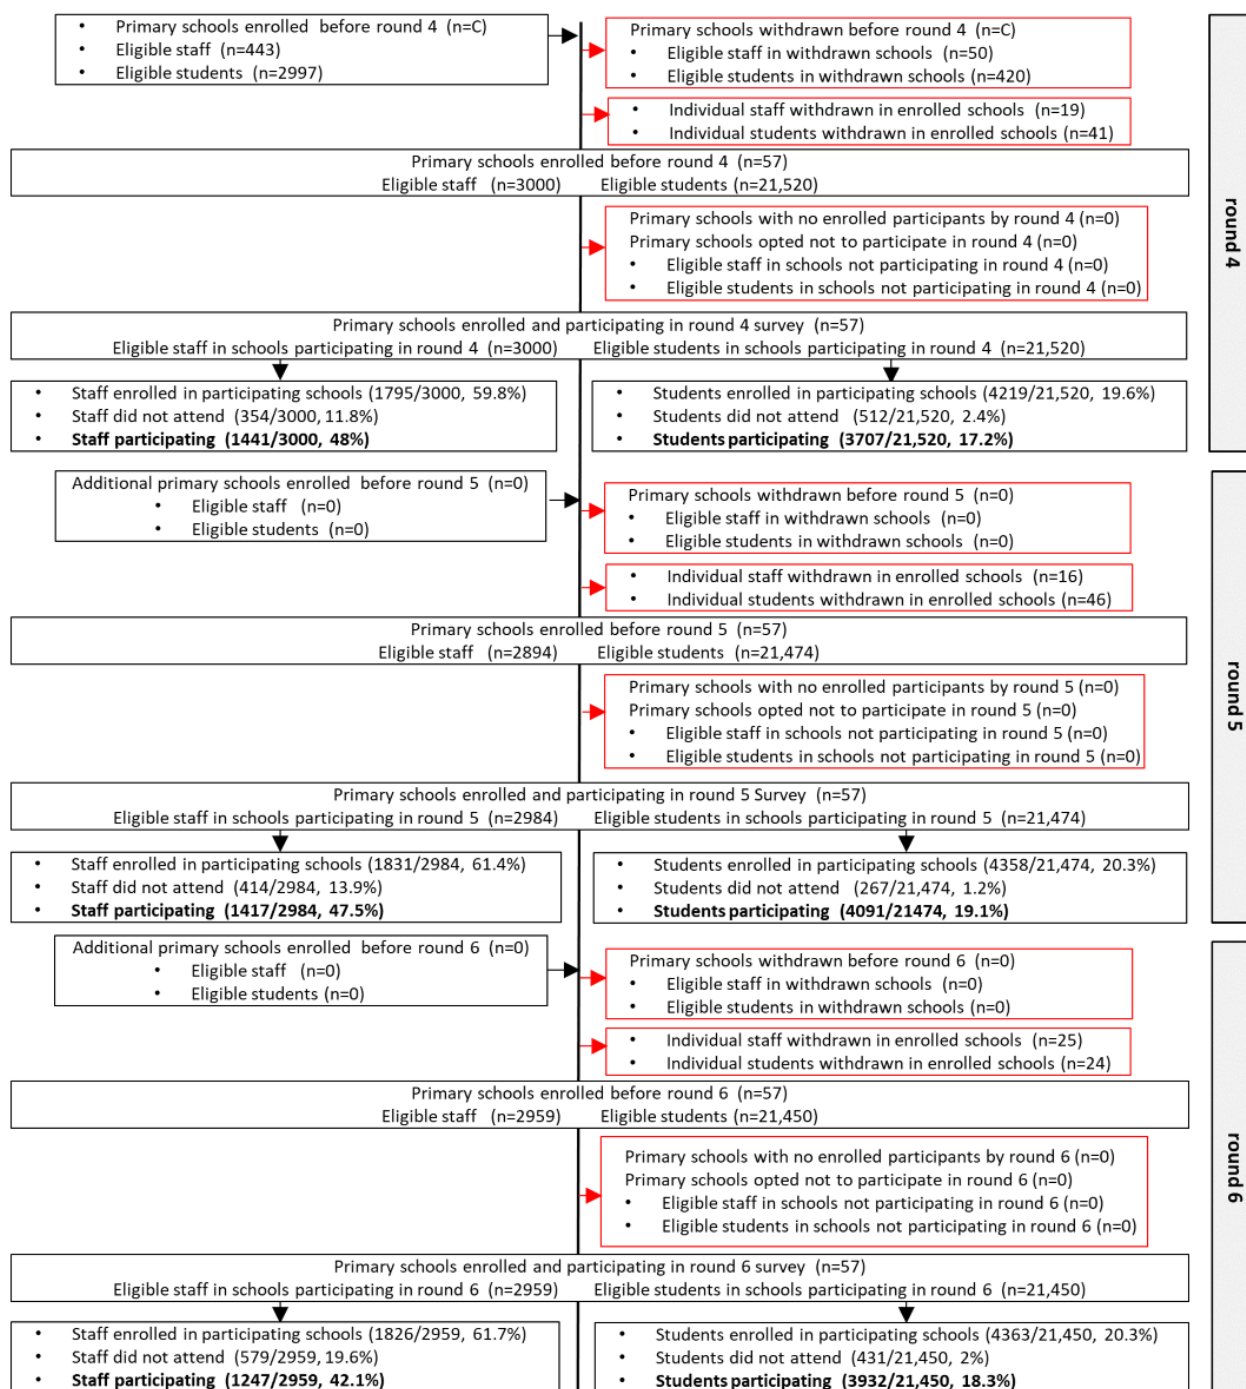 • Primary schools enrolled before round 4 (n=C)
• Eligible staff (n=443)
• Eligible students (n=2997)
Primary schools withdrawn before round 4 (n=C)
• Eligible staff in withdrawn schools (n=50)
• Eligible students in withdrawn schools (n=420)
• Individual staff withdrawn in enrolled schools (n=19)
• Individual students withdrawn in enrolled schools (n=41)
Primary schools enrolled before round 4 (n=57)
Eligible staff (n=3000) Eligible students (n=21,520)
Primary schools with no enrolled participants by round 4 (n=0)
Primary schools opted not to participate in round 4 (n=0)
• Eligible staff in schools not participating in round 4 (n=0)
• Eligible students in schools not participating in round 4 (n=0)
Primary schools enrolled and participating in round 4 survey (n=57)
Eligible staff in schools participating in round 4 (n=3000) Eligible students in schools participating in round 4 (n=21,520)
• Staff enrolled in participating schools (1795/3000, 59.8%)
• Staff did not attend (354/3000, 11.8%)
• Staff participating (1441/3000, 48%)
• Students enrolled in participating schools (4219/21,520, 19.6%)
• Students did not attend (512/21,520, 2.4%)
• Students participating (3707/21,520, 17.2%)
round 4
Additional primary schools enrolled before round 5 (n=0)
• Eligible staff (n=0)
• Eligible students (n=0)
Primary schools withdrawn before round 5 (n=0)
• Eligible staff in withdrawn schools (n=0)
• Eligible students in withdrawn schools (n=0)
• Individual staff withdrawn in enrolled schools (n=16)
• Individual students withdrawn in enrolled schools (n=46)
Primary schools enrolled before round 5 (n=57)
Eligible staff (n=2894) Eligible students (n=21,474)
Primary schools with no enrolled participants by round 5 (n=0)
Primary schools opted not to participate in round 5 (n=0)
• Eligible staff in schools not participating in round 5 (n=0)
• Eligible students in schools not participating in round 5 (n=0)
Primary schools enrolled and participating in round 5 Survey (n=57)
Eligible staff in schools participating in round 5 (n=2984) Eligible students in schools participating in round 5 (n=21,474)
• Staff enrolled in participating schools (1831/2984, 61.4%)
• Staff did not attend (414/2984, 13.9%)
• Staff participating (1417/2984, 47.5%)
• Students enrolled in participating schools (4358/21,474, 20.3%)
• Students did not attend (267/21,474, 1.2%)
• Students participating (4091/21474, 19.1%)
round 5
Additional primary schools enrolled before round 6 (n=0)
• Eligible staff (n=0)
• Eligible students (n=0)
Primary schools withdrawn before round 6 (n=0)
• Eligible staff in withdrawn schools (n=0)
• Eligible students in withdrawn schools (n=0)
• Individual staff withdrawn in enrolled schools (n=25)
• Individual students withdrawn in enrolled schools (n=24)
Primary schools enrolled before round 6 (n=57)
Eligible staff (n=2959) Eligible students (n=21,450)
Primary schools with no enrolled participants by round 6 (n=0)
Primary schools opted not to participate in round 6 (n=0)
• Eligible staff in schools not participating in round 6 (n=0)
• Eligible students in schools not participating in round 6 (n=0)
Primary schools enrolled and participating in round 6 survey (n=57)
Eligible staff in schools participating in round 6 (n=2959) Eligible students in schools participating in round 6 (n=21,450)
• Staff enrolled in participating schools (1826/2959, 61.7%)
• Staff did not attend (579/2959, 19.6%)
• Staff participating (1247/2959, 42.1%)
• Students enrolled in participating schools (4363/21,450, 20.3%)
• Students did not attend (431/21,450, 2%)
• Students participating (3932/21,450, 18.3%)
round 6